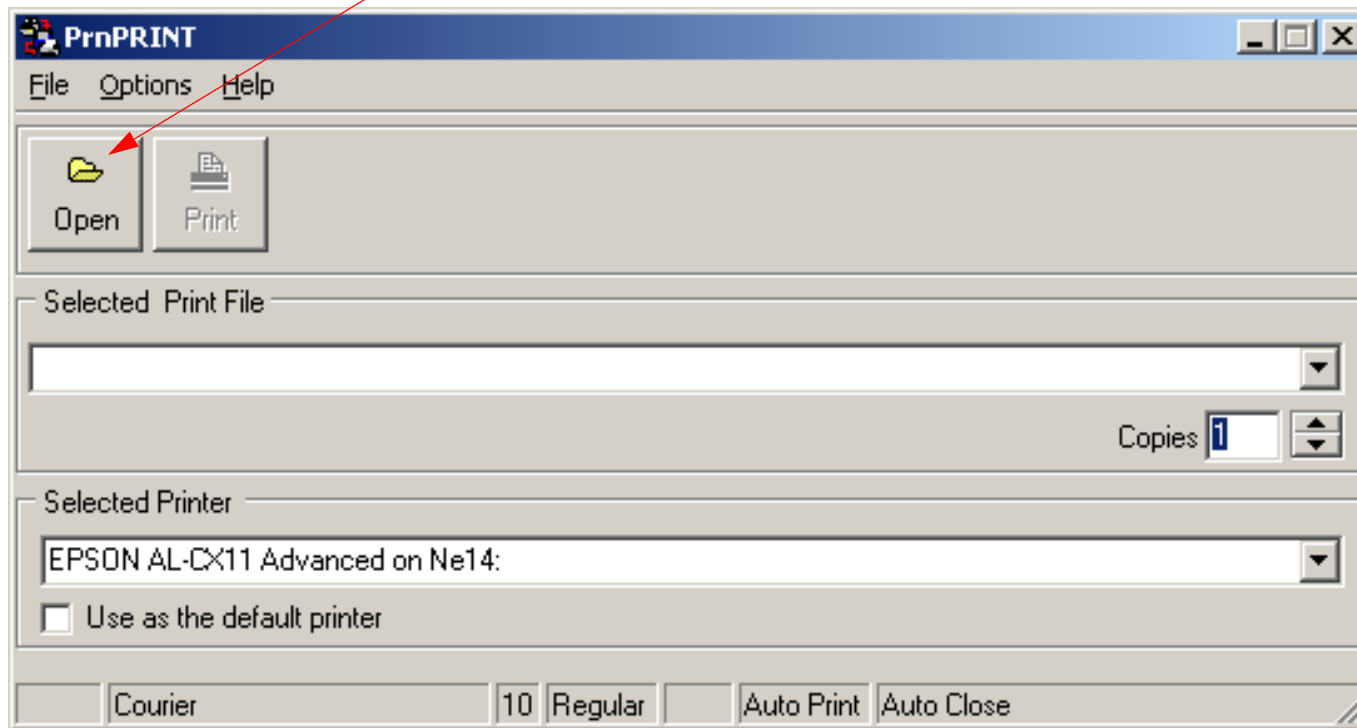 PrnPRINT
File Options Help
Open Print
Selected Print File
Copies 1
Selected Printer
EPSON AL-CX11 Advanced on Ne14:
Use as the default printer
Courier 10 Regular Auto Print Auto Close